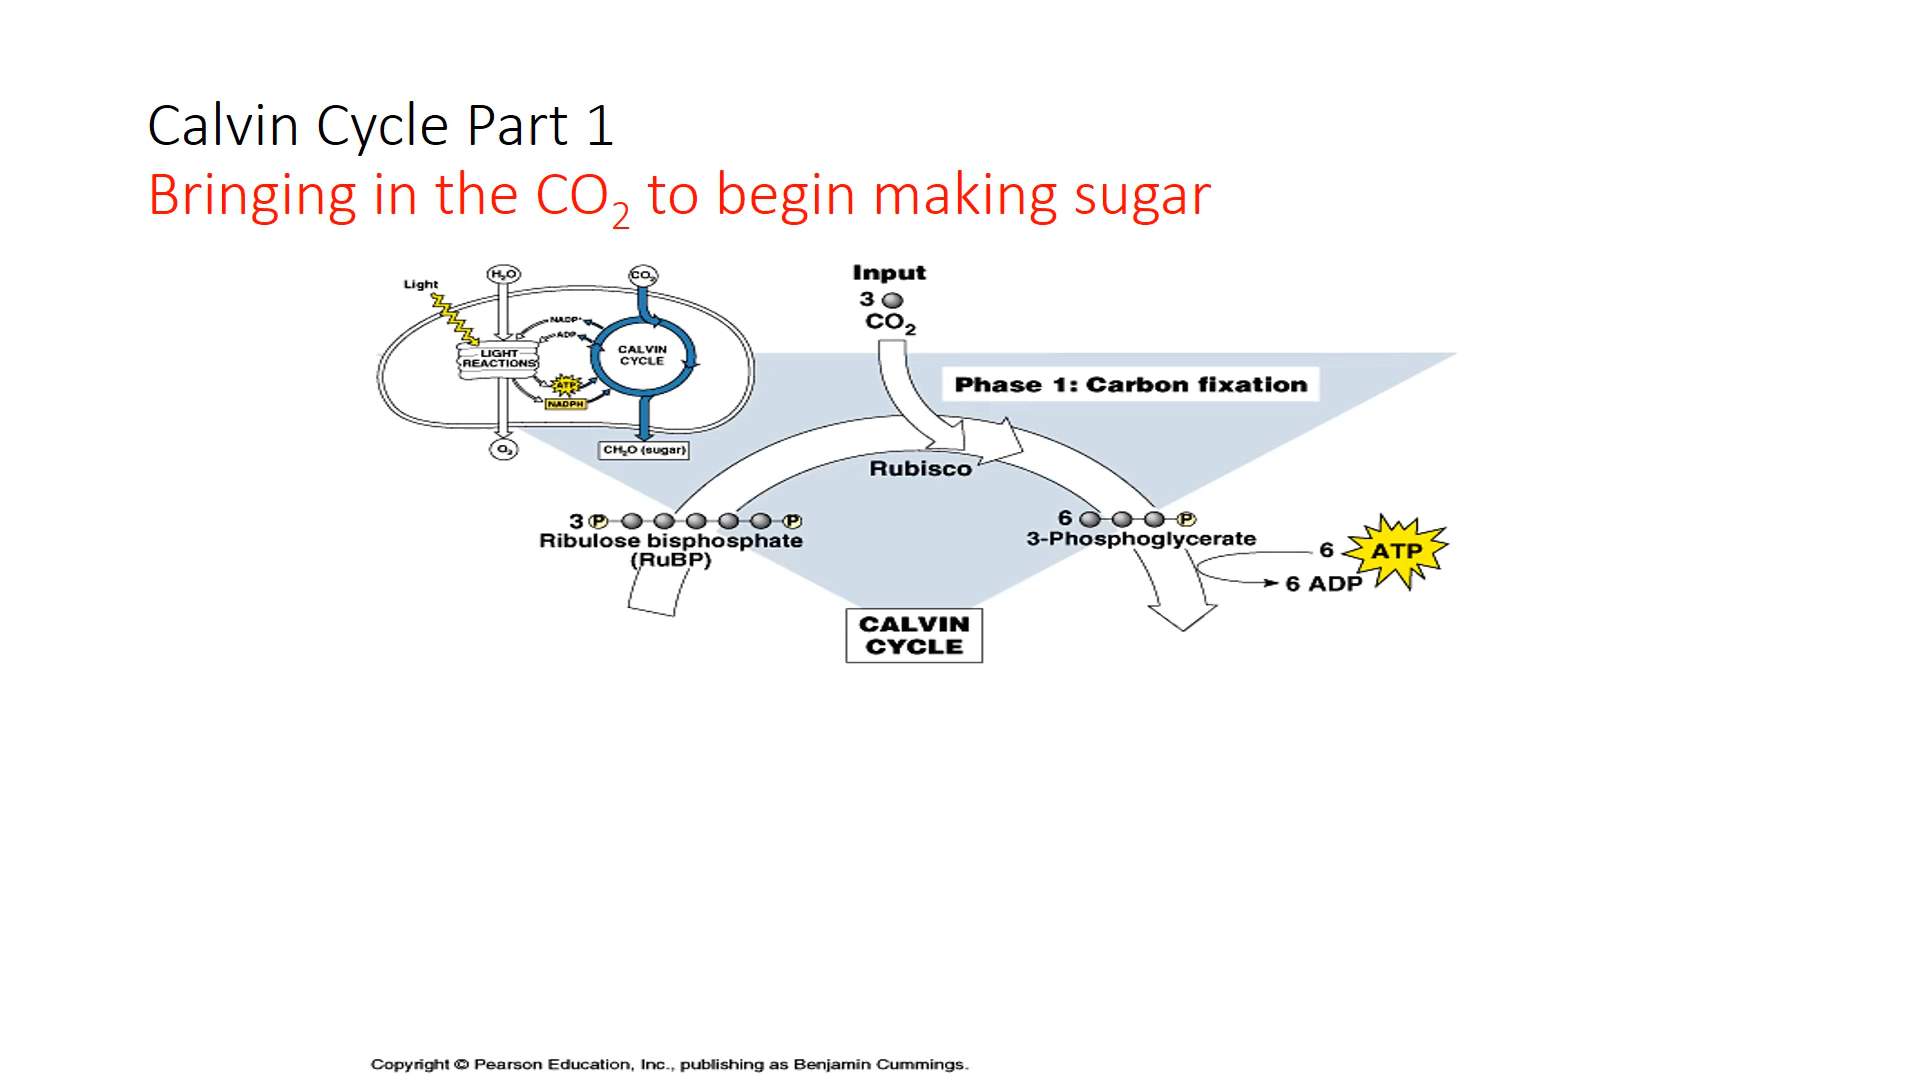 Calvin Cycle Part 1
Bringing in the CO₂ to begin making sugar
Light
H₂O
CO₂
NADP⁺
ADP
LIGHT
REACTIONS
CALVIN
CYCLE
ATP
NADPH
O₂
CH₂O (sugar)
Input
3
CO₂
Phase 1: Carbon fixation
Rubisco
3 P P
Ribulose bisphosphate
(RuBP)
6 P
3-Phosphoglycerate
6 ATP
6 ADP
CALVIN
CYCLE
Copyright © Pearson Education, Inc., publishing as Benjamin Cummings.